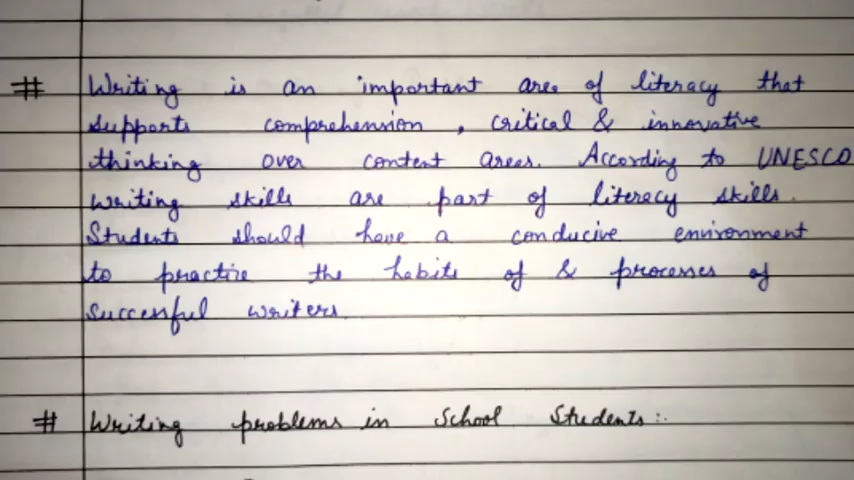 # Writing is an important area of literacy that
supports comprehension, critical & innovative
thinking over content areas. According to UNESCO
writing skills are part of literacy skills.
Students should have a conducive environment
to practice the habits of & processes of
successful writers.
# Writing problems in School Students:-